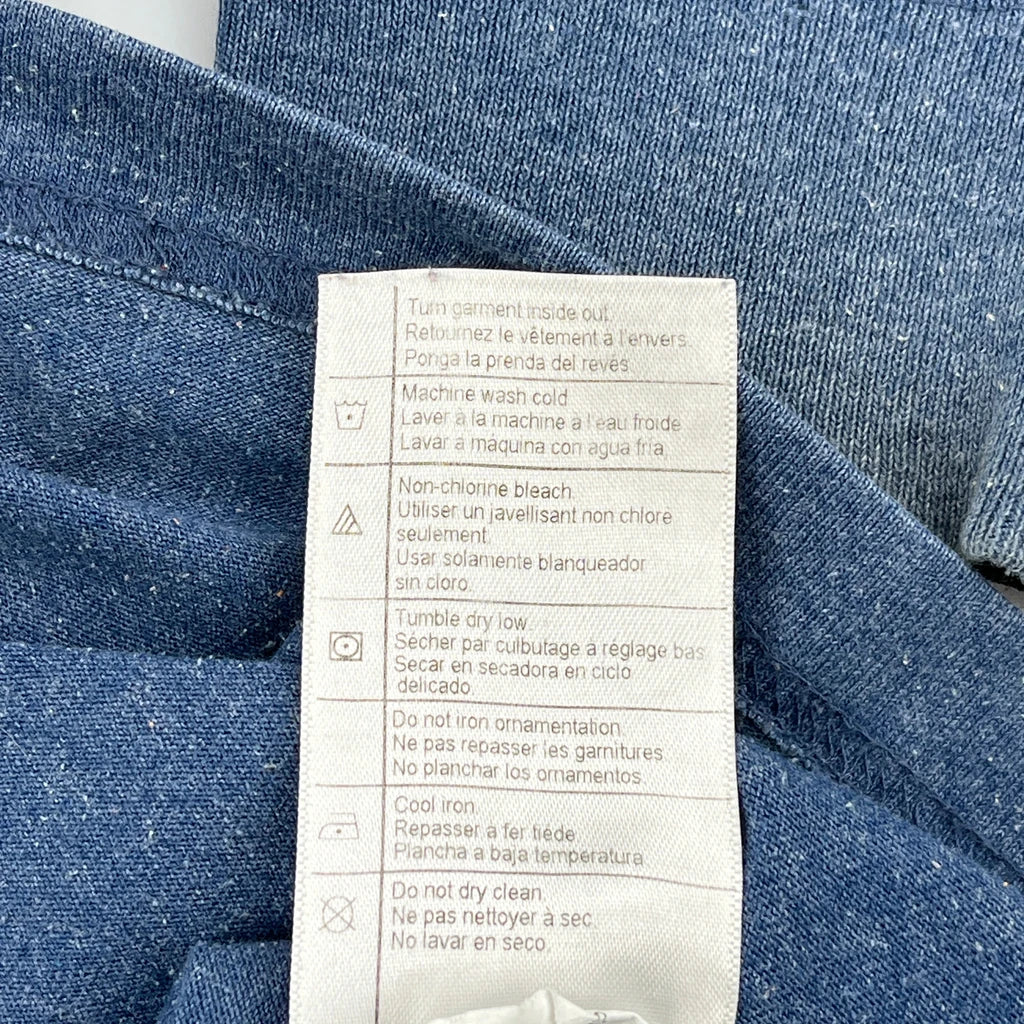 Turn garment inside out.
Retournez le vêtement à l'envers.
Ponga la prenda del revés.
Machine wash cold
Laver à la machine à l'eau froide
Lavar a máquina con agua fría
Non-chlorine bleach.
Utiliser un javellisant non chloré
seulement.
Usar solamente blanqueador
sin cloro.
Tumble dry low.
Sécher par culbutage à réglage bas.
Secar en secadora en ciclo
delicado.
Do not iron ornamentation.
Ne pas repasser les garnitures.
No planchar los ornamentos.
Cool iron.
Repasser à fer tiède.
Plancha a baja temperatura.
Do not dry clean.
Ne pas nettoyer à sec.
No lavar en seco.